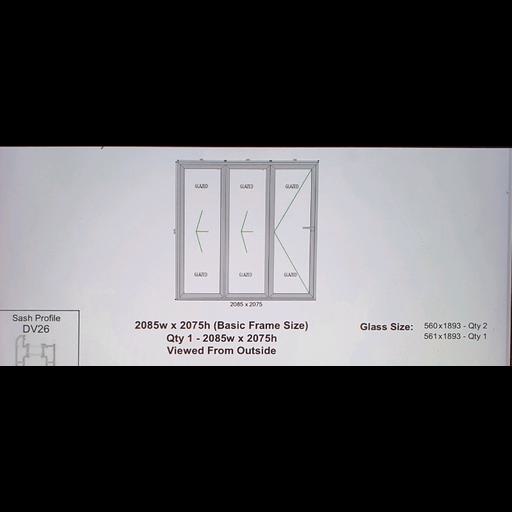 GLAZED GLAZED GLAZED
GLAZED GLAZED GLAZED
2085 x 2075
Sash Profile
DV26
2085w x 2075h (Basic Frame Size)
Qty 1 - 2085w x 2075h
Viewed From Outside
Glass Size: 560x1893 - Qty 2
561x1893 - Qty 1